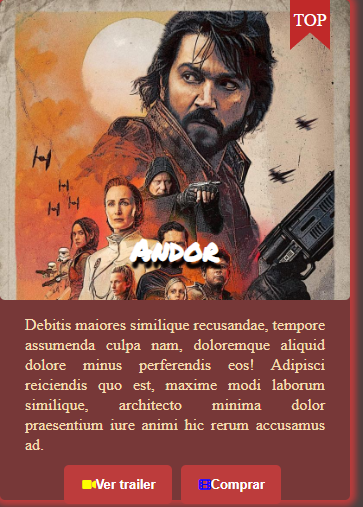 TOP
ANDOR
Debitis maiores similique recusandae, tempore
assumenda culpa nam, doloremque aliquid
dolore minus perferendis eos! Adipisci
reiciendis quo est, maxime modi laborum
similique, architecto minima dolor
praesentium iure animi hic rerum accusamus
ad.
Ver trailer Comprar